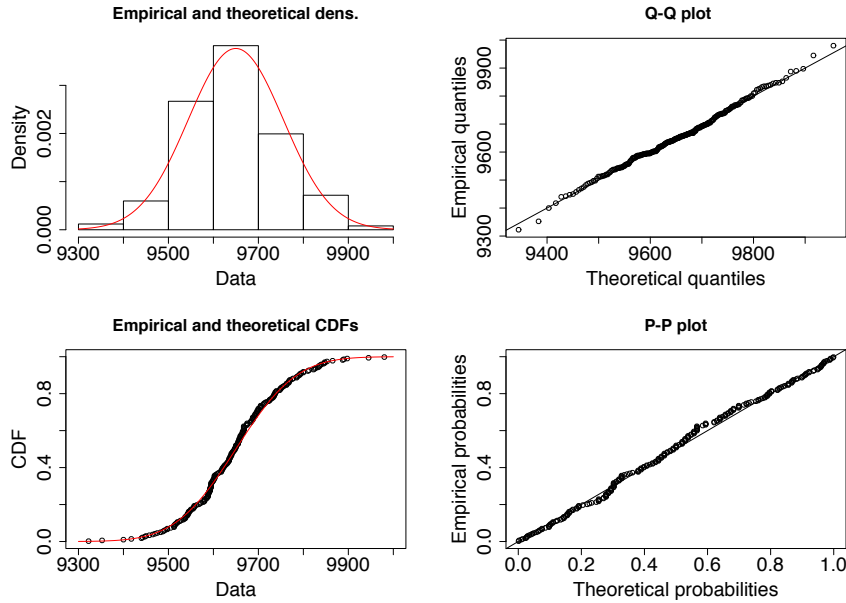 Empirical and theoretical dens.
Density
0.000
0.002
9300
9500
9700
9900
Data
Q-Q plot
Empirical quantiles
9300
9600
9900
9400
9600
9800
Theoretical quantiles
Empirical and theoretical CDFs
CDF
0.0
0.4
0.8
9300
9500
9700
9900
Data
P-P plot
Empirical probabilities
0.0
0.4
0.8
0.0
0.2
0.4
0.6
0.8
1.0
Theoretical probabilities